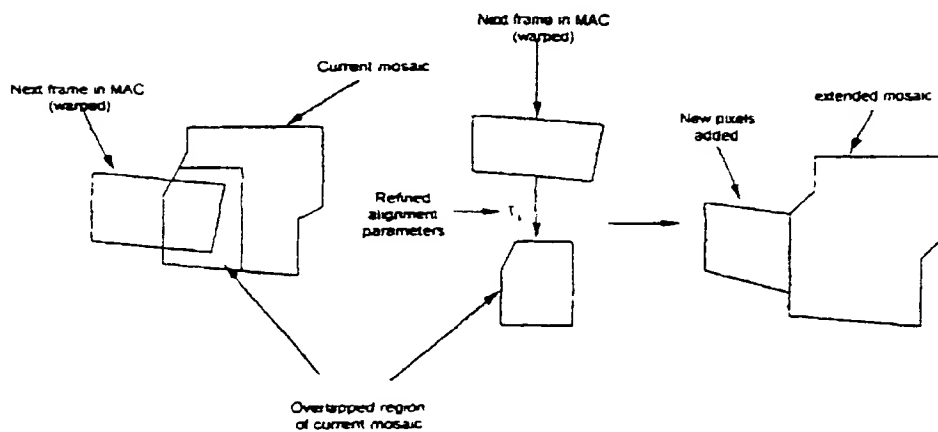 Next frame in MAC
(warped)
Current mosaic
Next frame in MAC
(warped)
extended mosaic
New pixels
added
Refined
alignment
parameters
Overlapped region
of current mosaic